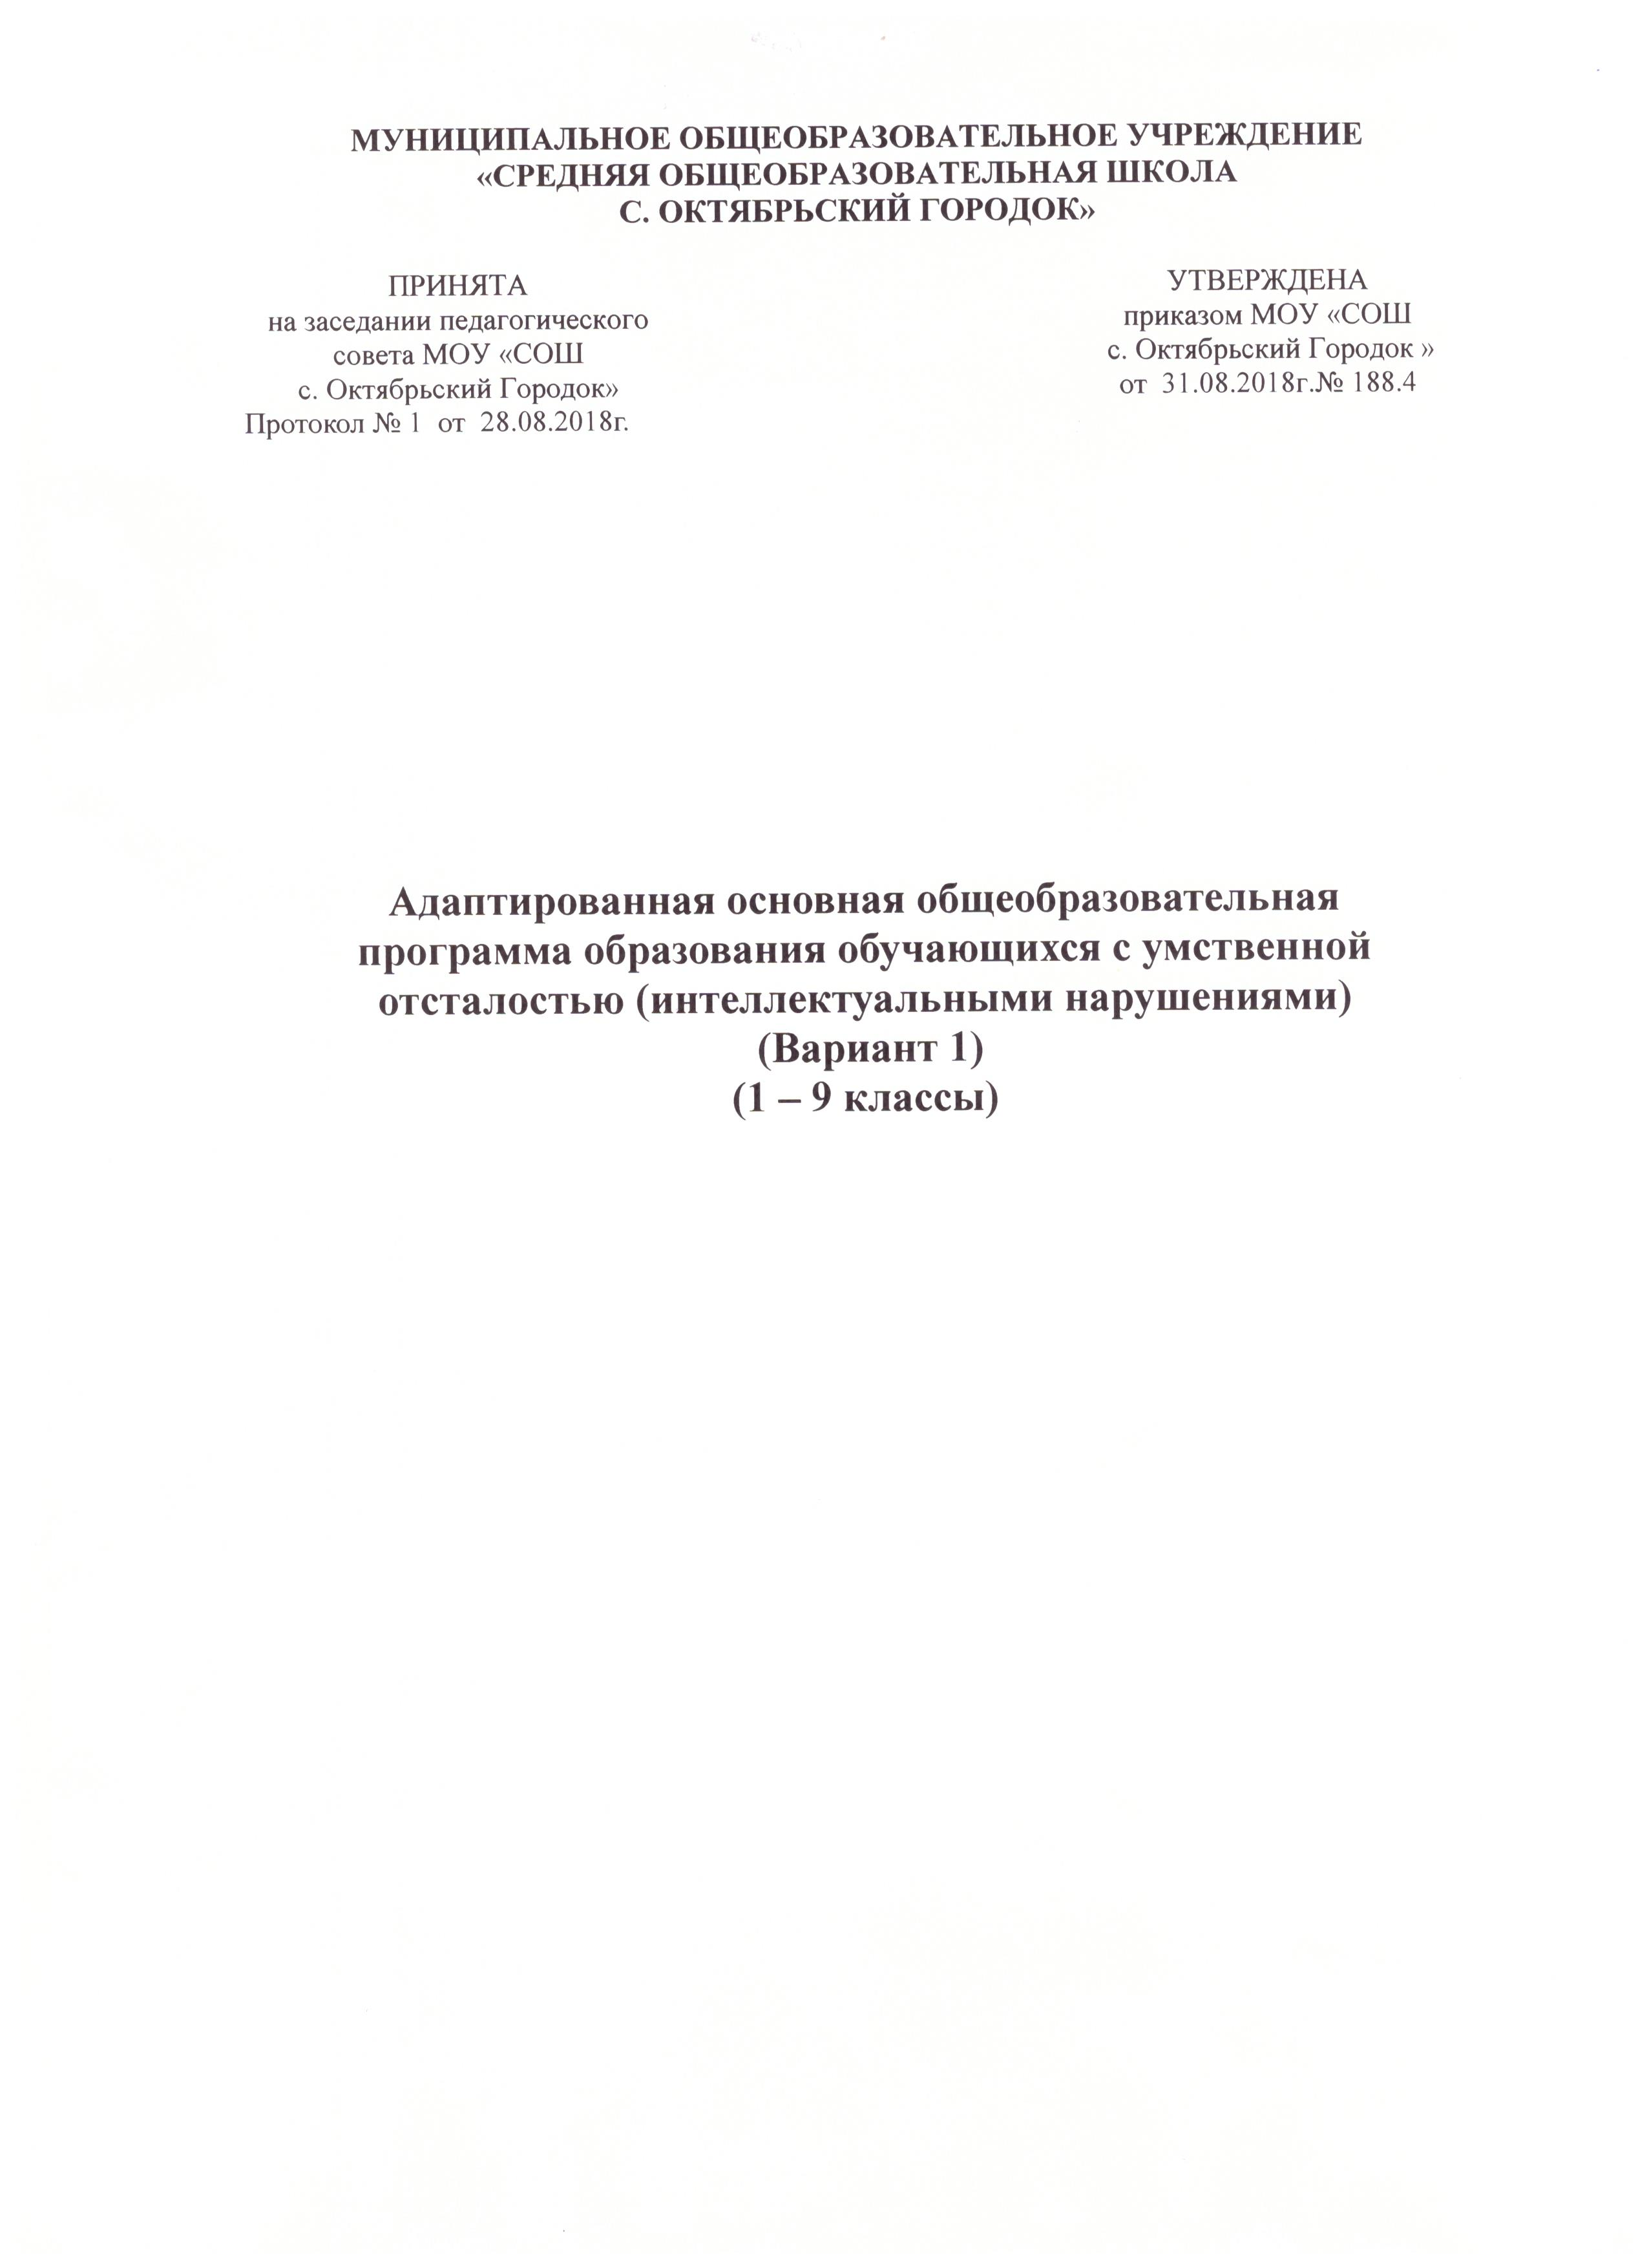 МУНИЦИПАЛЬНОЕ ОБЩЕОБРАЗОВАТЕЛЬНОЕ УЧРЕЖДЕНИЕ
«СРЕДНЯЯ ОБЩЕОБРАЗОВАТЕЛЬНАЯ ШКОЛА
С. ОКТЯБРЬСКИЙ ГОРОДОК»
ПРИНЯТА
на заседании педагогического
совета МОУ «СОШ
с. Октябрьский Городок»
Протокол № 1 от 28.08.2018г.
УТВЕРЖДЕНА
приказом МОУ «СОШ
с. Октябрьский Городок »
от 31.08.2018г.№ 188.4
Адаптированная основная общеобразовательная
программа образования обучающихся с умственной
отсталостью (интеллектуальными нарушениями)
(Вариант 1)
(1 – 9 классы)